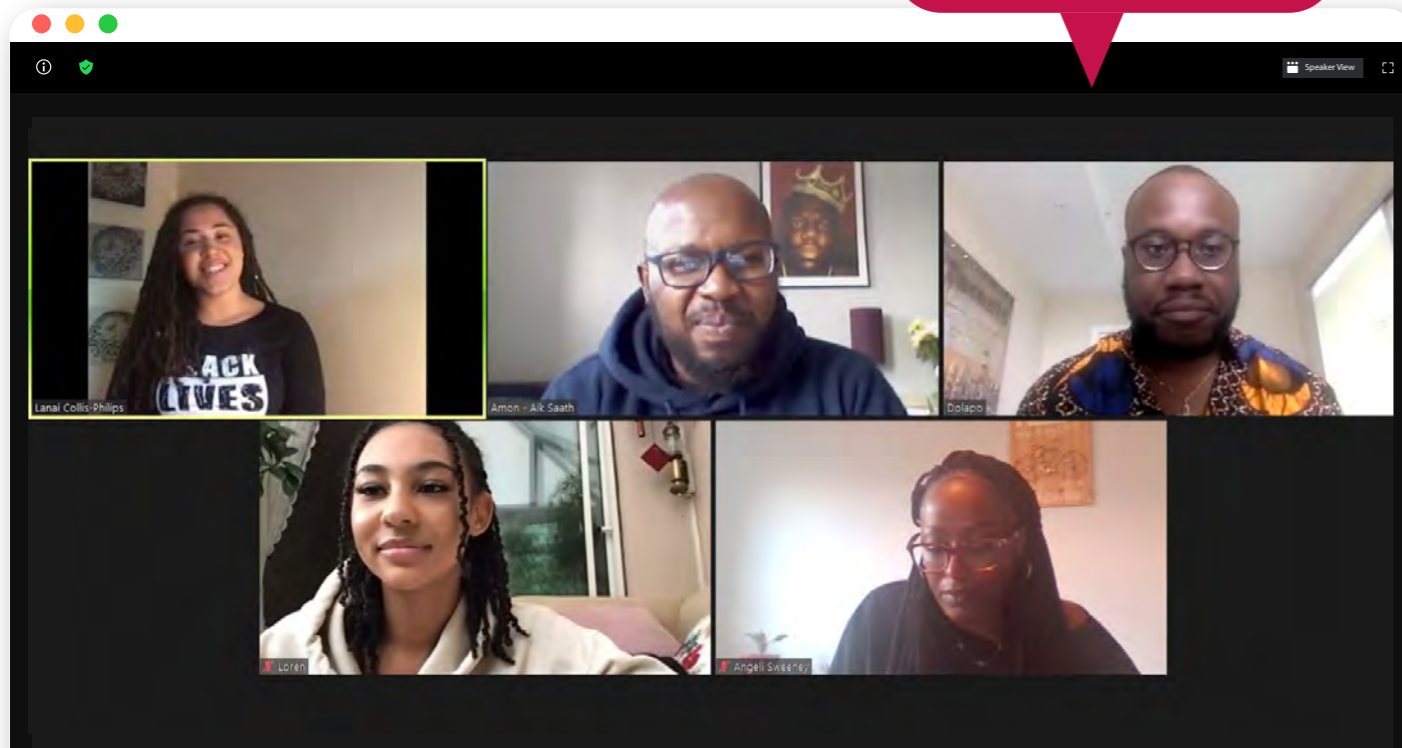 Speaker View
ACK
LIVES
Lanai Collis-Philips
Amon - Aik Saath
Dolapo
Loren
Angeli Sweeney